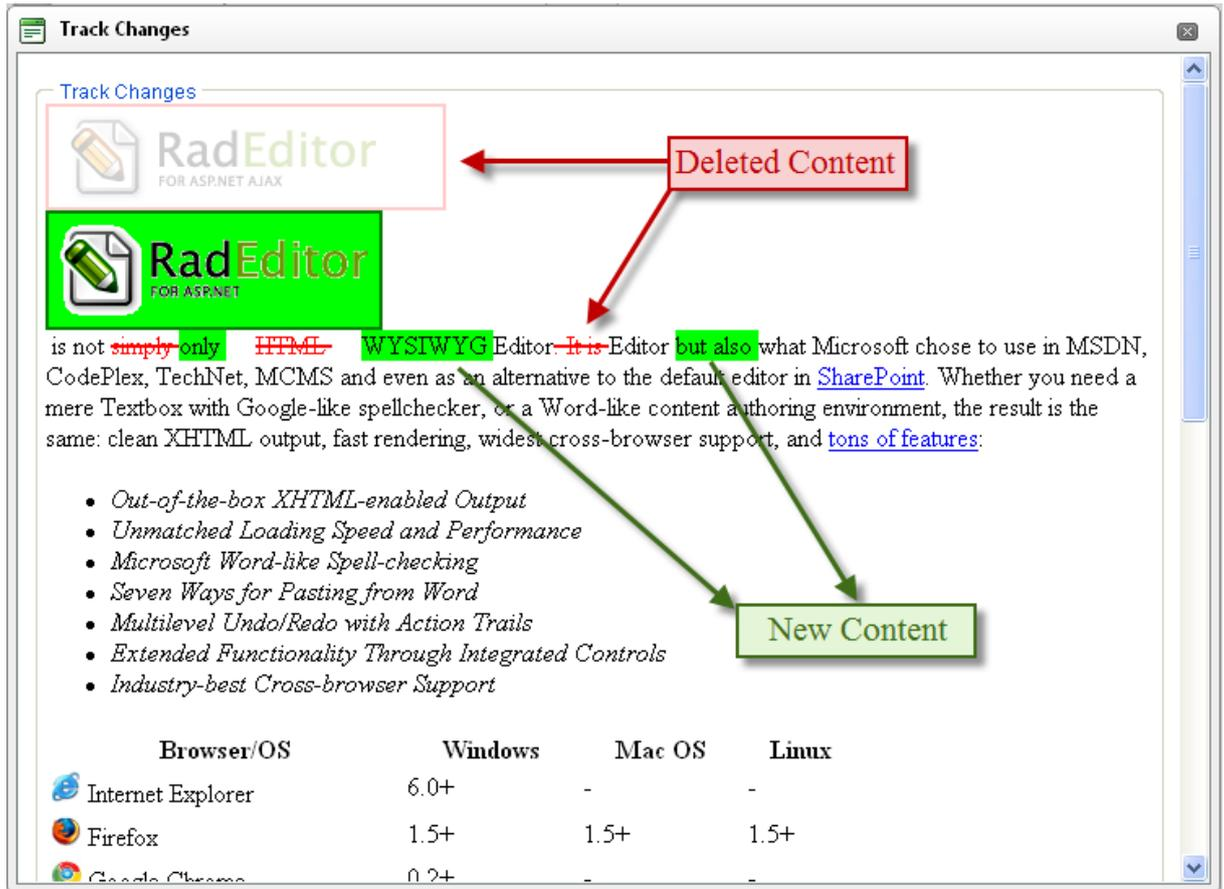 Track Changes
Track Changes
RadEditor
FOR ASP.NET AJAX
Deleted Content
RadEditor
FOR ASP.NET
is not simply only HTML WYSIWYG Editor. It is Editor but also what Microsoft chose to use in MSDN,
CodePlex, TechNet, MCMS and even as an alternative to the default editor in SharePoint. Whether you need a
mere Textbox with Google-like spellchecker, or a Word-like content authoring environment, the result is the
same: clean XHTML output, fast rendering, widest cross-browser support, and tons of features:
• Out-of-the-box XHTML-enabled Output
• Unmatched Loading Speed and Performance
• Microsoft Word-like Spell-checking
• Seven Ways for Pasting from Word
• Multilevel Undo/Redo with Action Trails
• Extended Functionality Through Integrated Controls
• Industry-best Cross-browser Support
New Content
Browser/OS Windows Mac OS Linux
Internet Explorer 6.0+ - -
Firefox 1.5+ 1.5+ 1.5+
Google Chrome 0.2+ - -